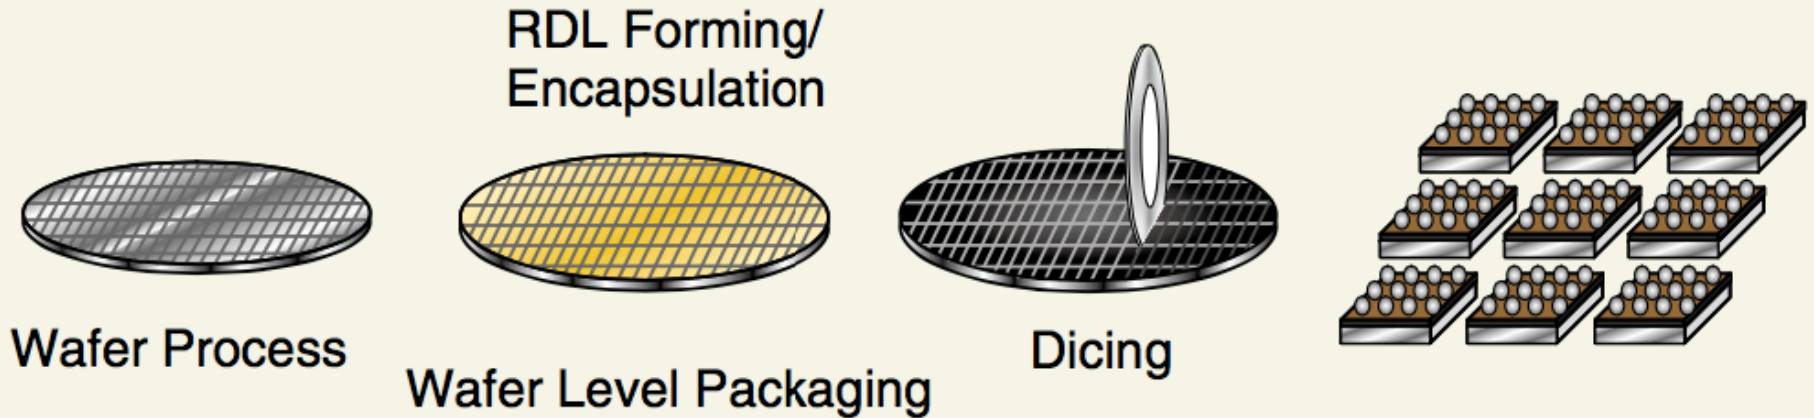 RDL Forming/
Encapsulation
Wafer Process
Wafer Level Packaging
Dicing